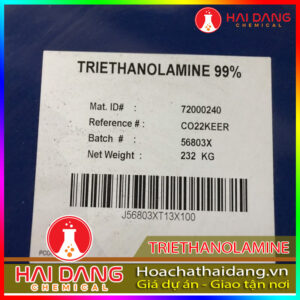 HAI DANG
CHEMICAL
TRIETHANOLAMINE 99%
Mat. ID# : 72000240
Reference # : CO22KEER
Batch # : 56803X
Net Weight : 232 KG
J56803XT13X100
TRIETHANOLAMINE
HAI DANG
CHEMICAL
Hoachathaidang.vn
Giá dự án - Giao tận nơi